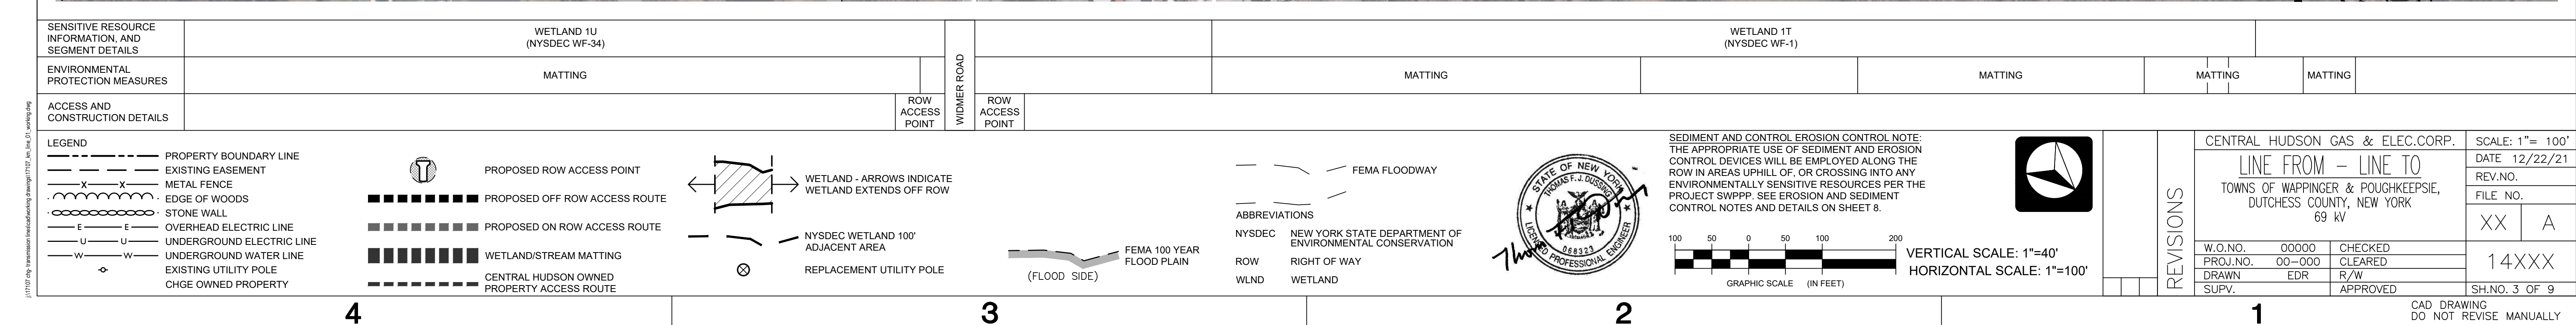 SENSITIVE RESOURCE
INFORMATION, AND
SEGMENT DETAILS
WETLAND 1U
(NYSDEC WF-34)
WIDMER ROAD
WETLAND 1T
(NYSDEC WF-1)
ENVIRONMENTAL
PROTECTION MEASURES
MATTING
MATTING
MATTING
MATTING
MATTING
ACCESS AND
CONSTRUCTION DETAILS
ROW
ACCESS
POINT
ROW
ACCESS
POINT
LEGEND
PROPERTY BOUNDARY LINE
EXISTING EASEMENT
X X METAL FENCE
EDGE OF WOODS
STONE WALL
E E OVERHEAD ELECTRIC LINE
U U UNDERGROUND ELECTRIC LINE
W W UNDERGROUND WATER LINE
EXISTING UTILITY POLE
CHGE OWNED PROPERTY
PROPOSED ROW ACCESS POINT
PROPOSED OFF ROW ACCESS ROUTE
PROPOSED ON ROW ACCESS ROUTE
WETLAND/STREAM MATTING
CENTRAL HUDSON OWNED
PROPERTY ACCESS ROUTE
WETLAND - ARROWS INDICATE
WETLAND EXTENDS OFF ROW
NYSDEC WETLAND 100'
ADJACENT AREA
REPLACEMENT UTILITY POLE
FEMA 100 YEAR
FLOOD PLAIN
(FLOOD SIDE)
FEMA FLOODWAY
ABBREVIATIONS
NYSDEC NEW YORK STATE DEPARTMENT OF
ENVIRONMENTAL CONSERVATION
ROW RIGHT OF WAY
WLND WETLAND
STATE OF NEW YORK
THOMAS F. J. DUSSING
068323
LICENSED PROFESSIONAL ENGINEER
SEDIMENT AND CONTROL EROSION CONTROL NOTE:
THE APPROPRIATE USE OF SEDIMENT AND EROSION
CONTROL DEVICES WILL BE EMPLOYED ALONG THE
ROW IN AREAS UPHILL OF, OR CROSSING INTO ANY
ENVIRONMENTALLY SENSITIVE RESOURCES PER THE
PROJECT SWPPP. SEE EROSION AND SEDIMENT
CONTROL NOTES AND DETAILS ON SHEET 8.
100 50 0 50 100 200
GRAPHIC SCALE (IN FEET)
VERTICAL SCALE: 1"=40'
HORIZONTAL SCALE: 1"=100'
REVISIONS
CENTRAL HUDSON GAS & ELEC.CORP.
LINE FROM - LINE TO
TOWNS OF WAPPINGER & POUGHKEEPSIE,
DUTCHESS COUNTY, NEW YORK
69 kV
W.O.NO. 00000 CHECKED
PROJ.NO. 00-000 CLEARED
DRAWN EDR R/W
SUPV. APPROVED
SCALE: 1"= 100'
DATE 12/22/21
REV.NO.
FILE NO.
XX A
14XXX
SH.NO. 3 OF 9
4 3 2 1
CAD DRAWING
DO NOT REVISE MANUALLY